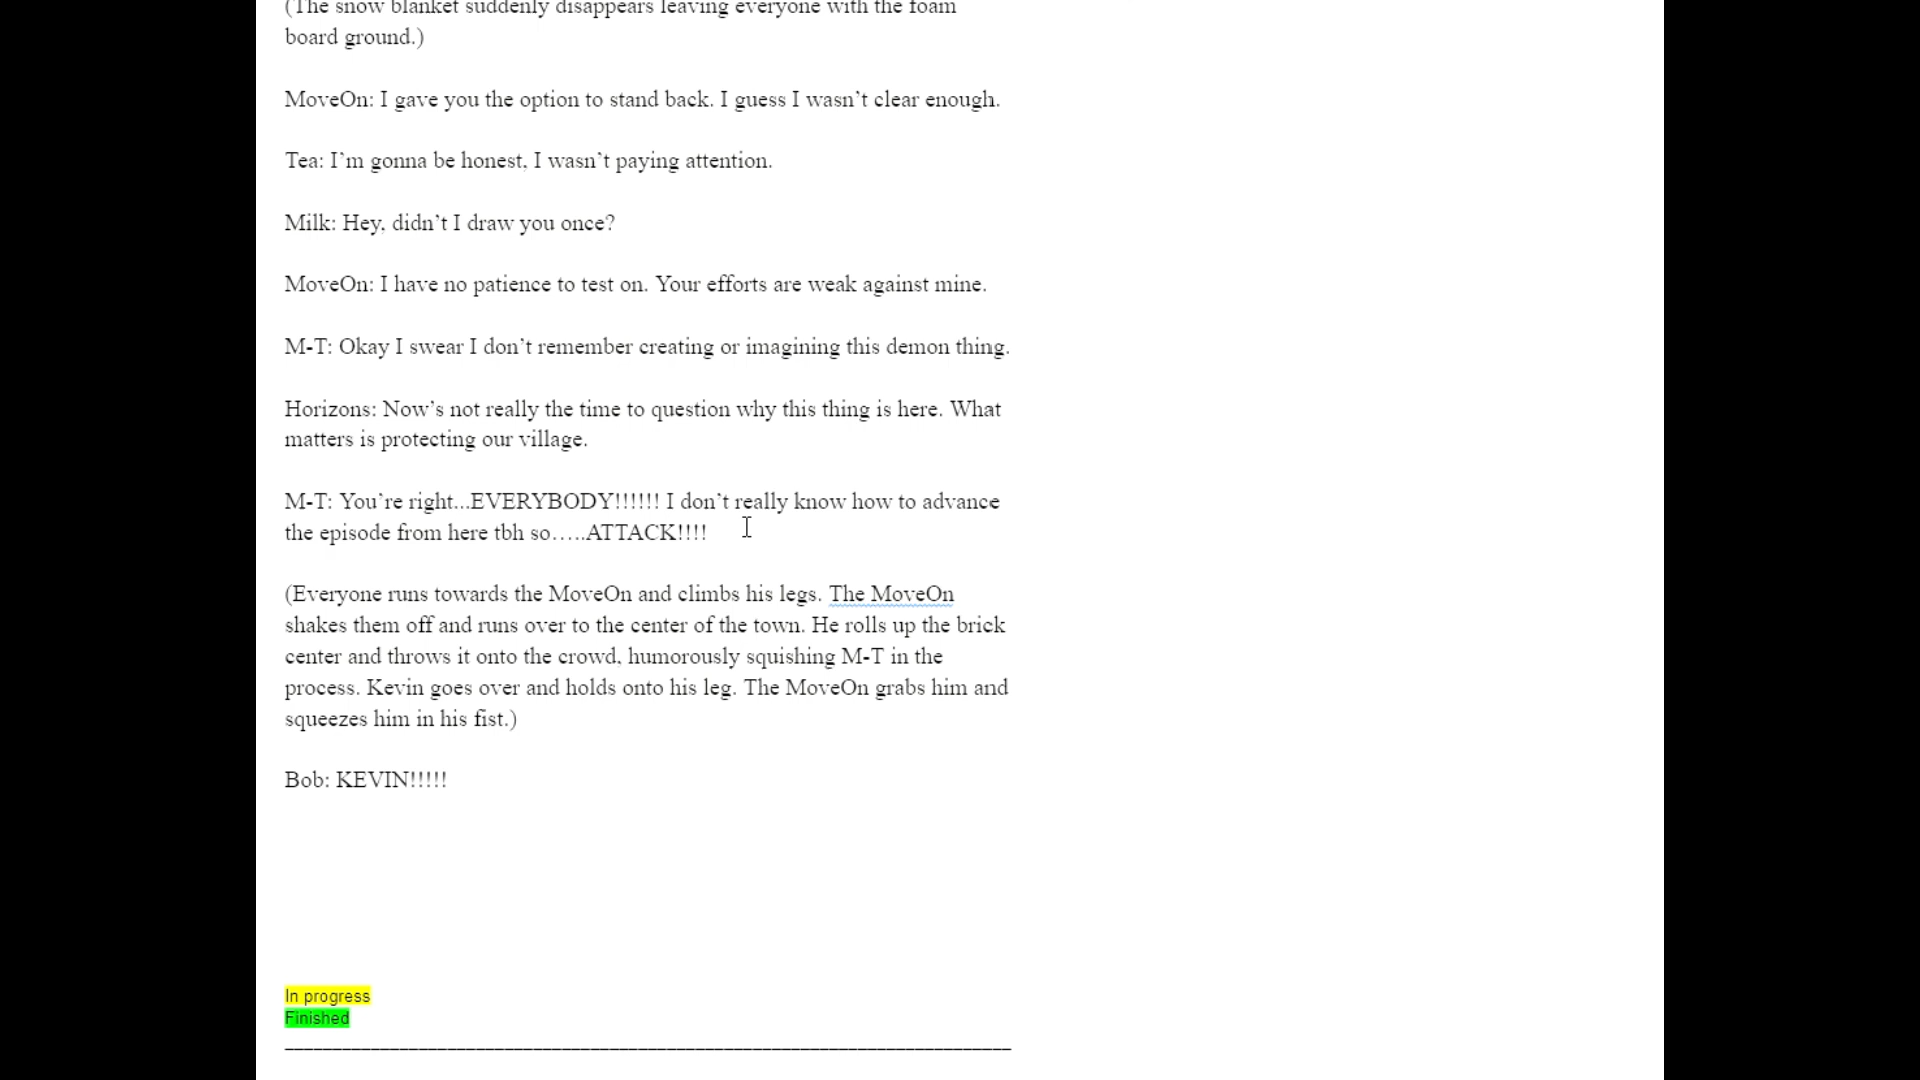 (The snow blanket suddenly disappears leaving everyone with the foam
board ground.)
MoveOn: I gave you the option to stand back. I guess I wasn’t clear enough.
Tea: I’m gonna be honest, I wasn’t paying attention.
Milk: Hey, didn’t I draw you once?
MoveOn: I have no patience to test on. Your efforts are weak against mine.
M-T: Okay I swear I don’t remember creating or imagining this demon thing.
Horizons: Now’s not really the time to question why this thing is here. What
matters is protecting our village.
M-T: You’re right...EVERYBODY!!!!!! I don’t really know how to advance
the episode from here tbh so…..ATTACK!!!!
(Everyone runs towards the MoveOn and climbs his legs. The MoveOn
shakes them off and runs over to the center of the town. He rolls up the brick
center and throws it onto the crowd, humorously squishing M-T in the
process. Kevin goes over and holds onto his leg. The MoveOn grabs him and
squeezes him in his fist.)
Bob: KEVIN!!!!!
In progress
Finished